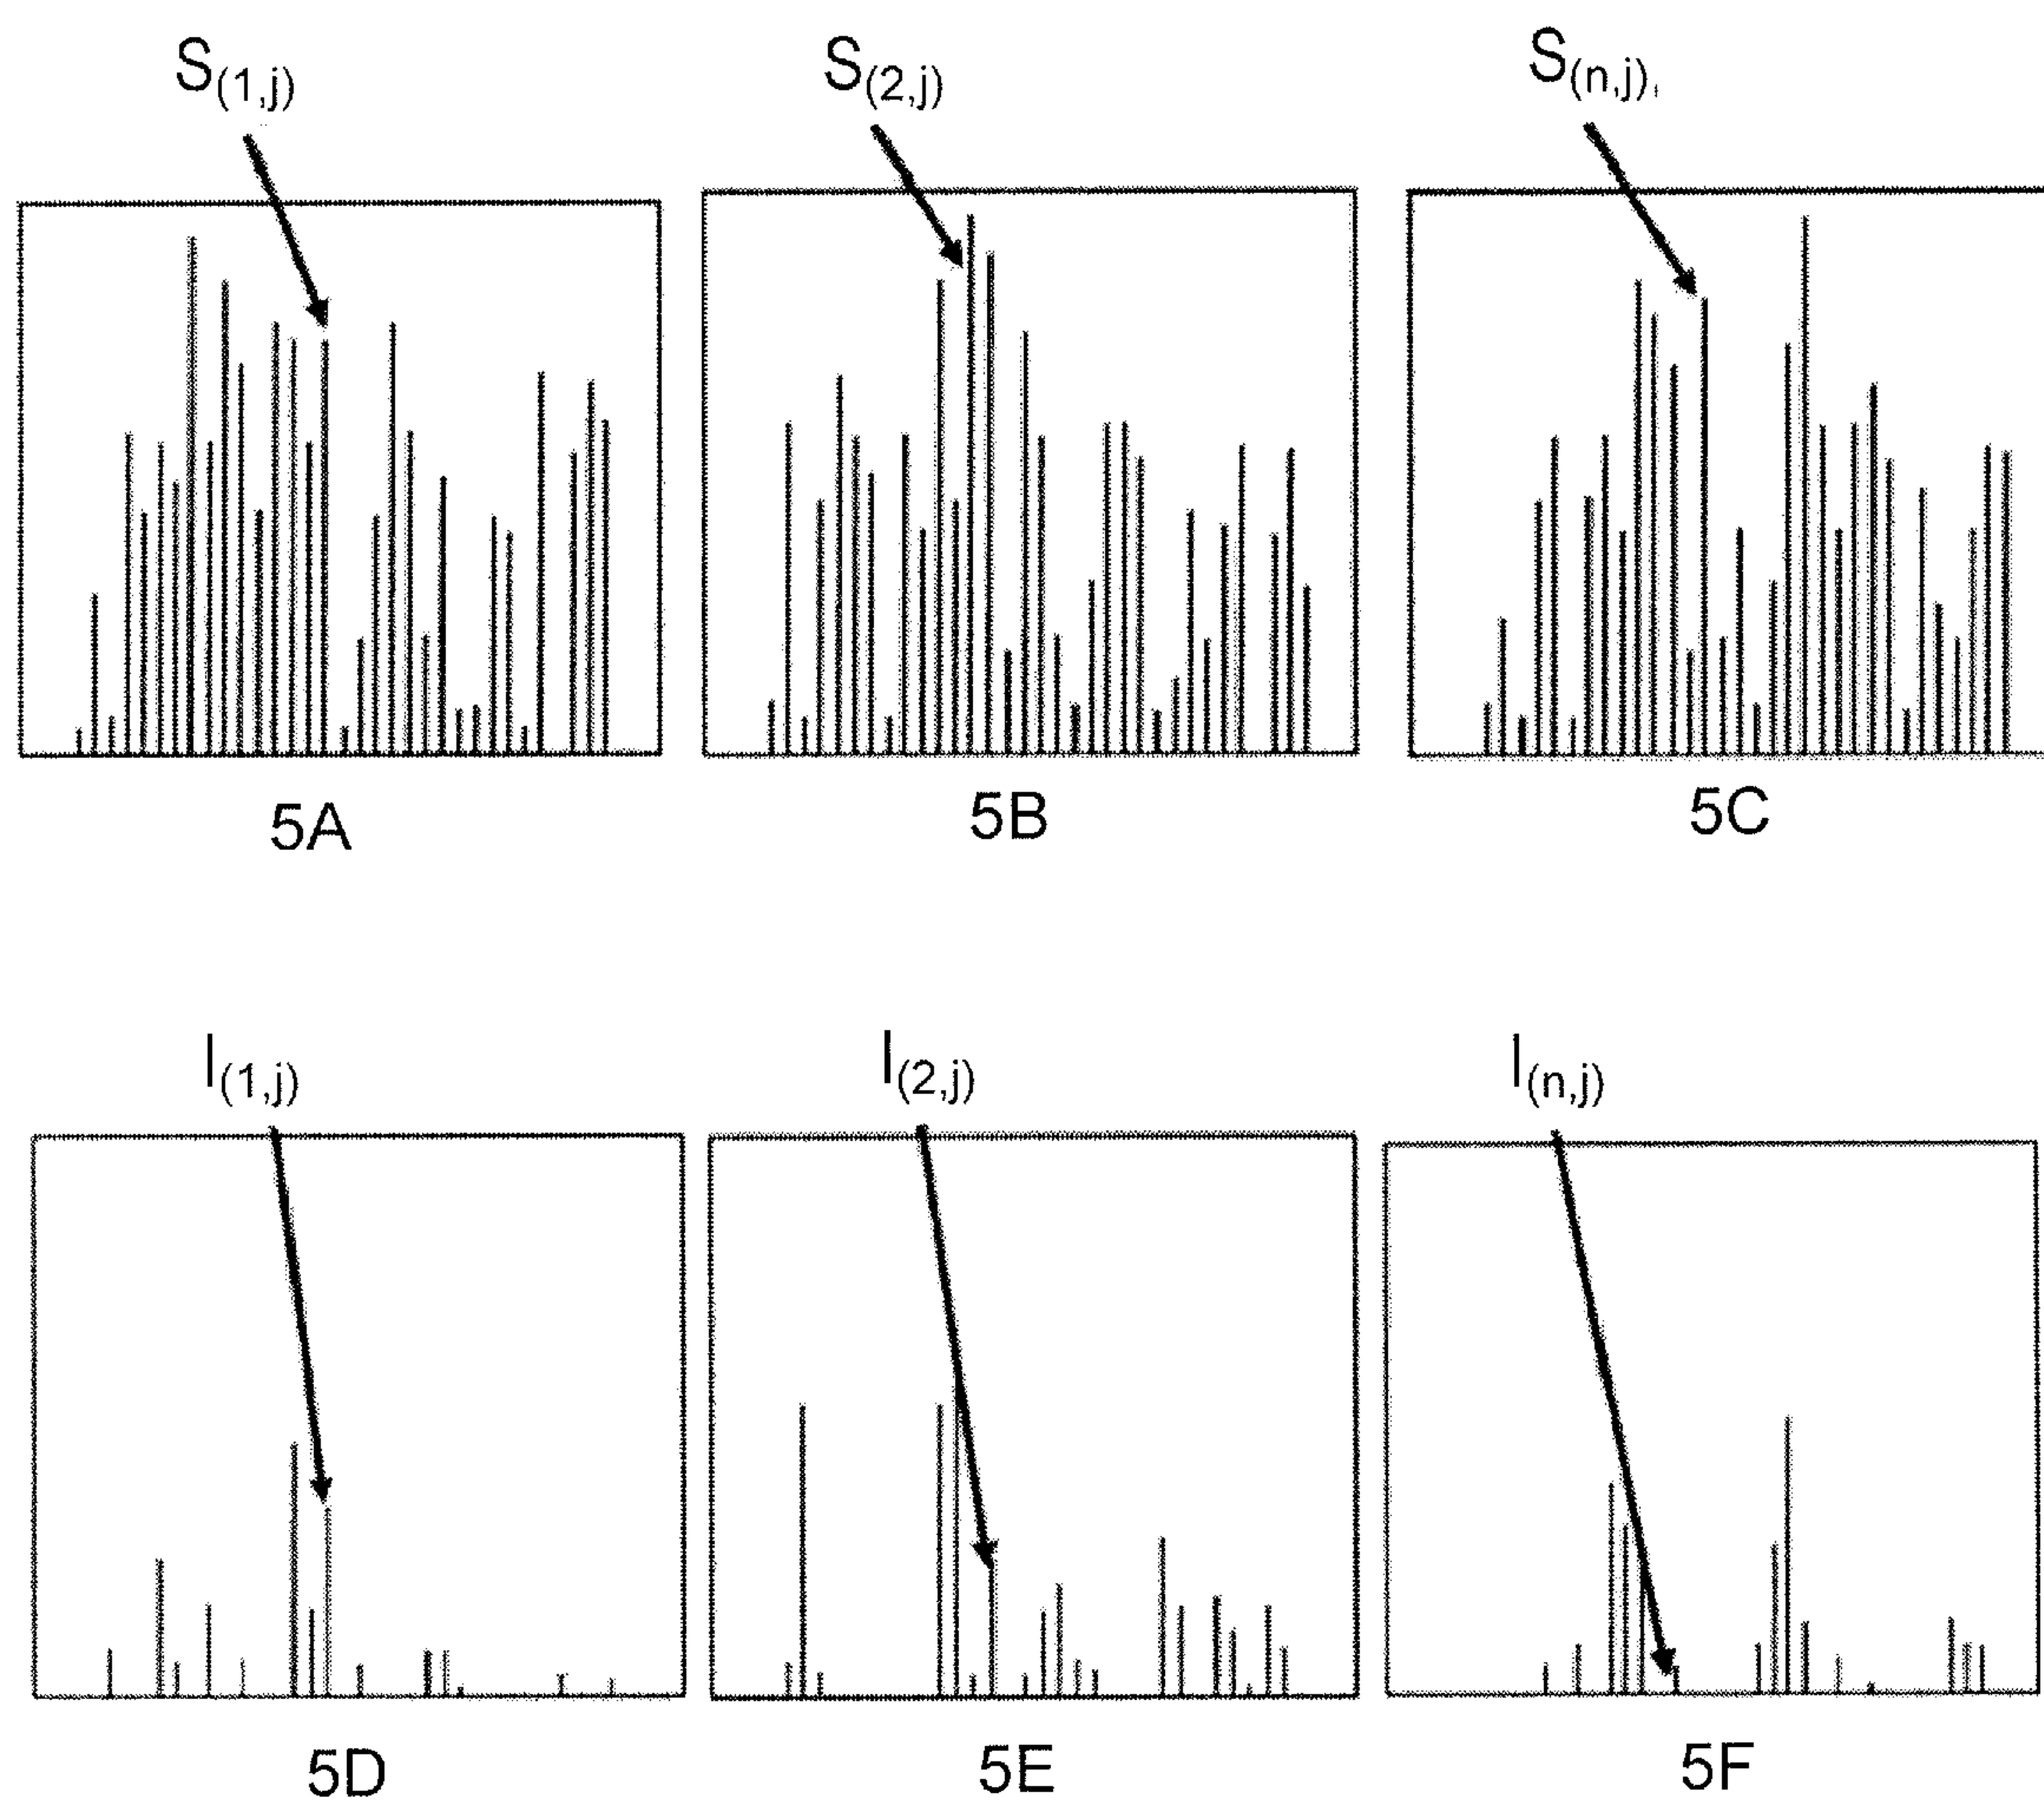 S(1,j)
S(2,j)
S(n,j),
5A
5B
5C
I(1,j)
I(2,j)
I(n,j)
5D
5E
5F